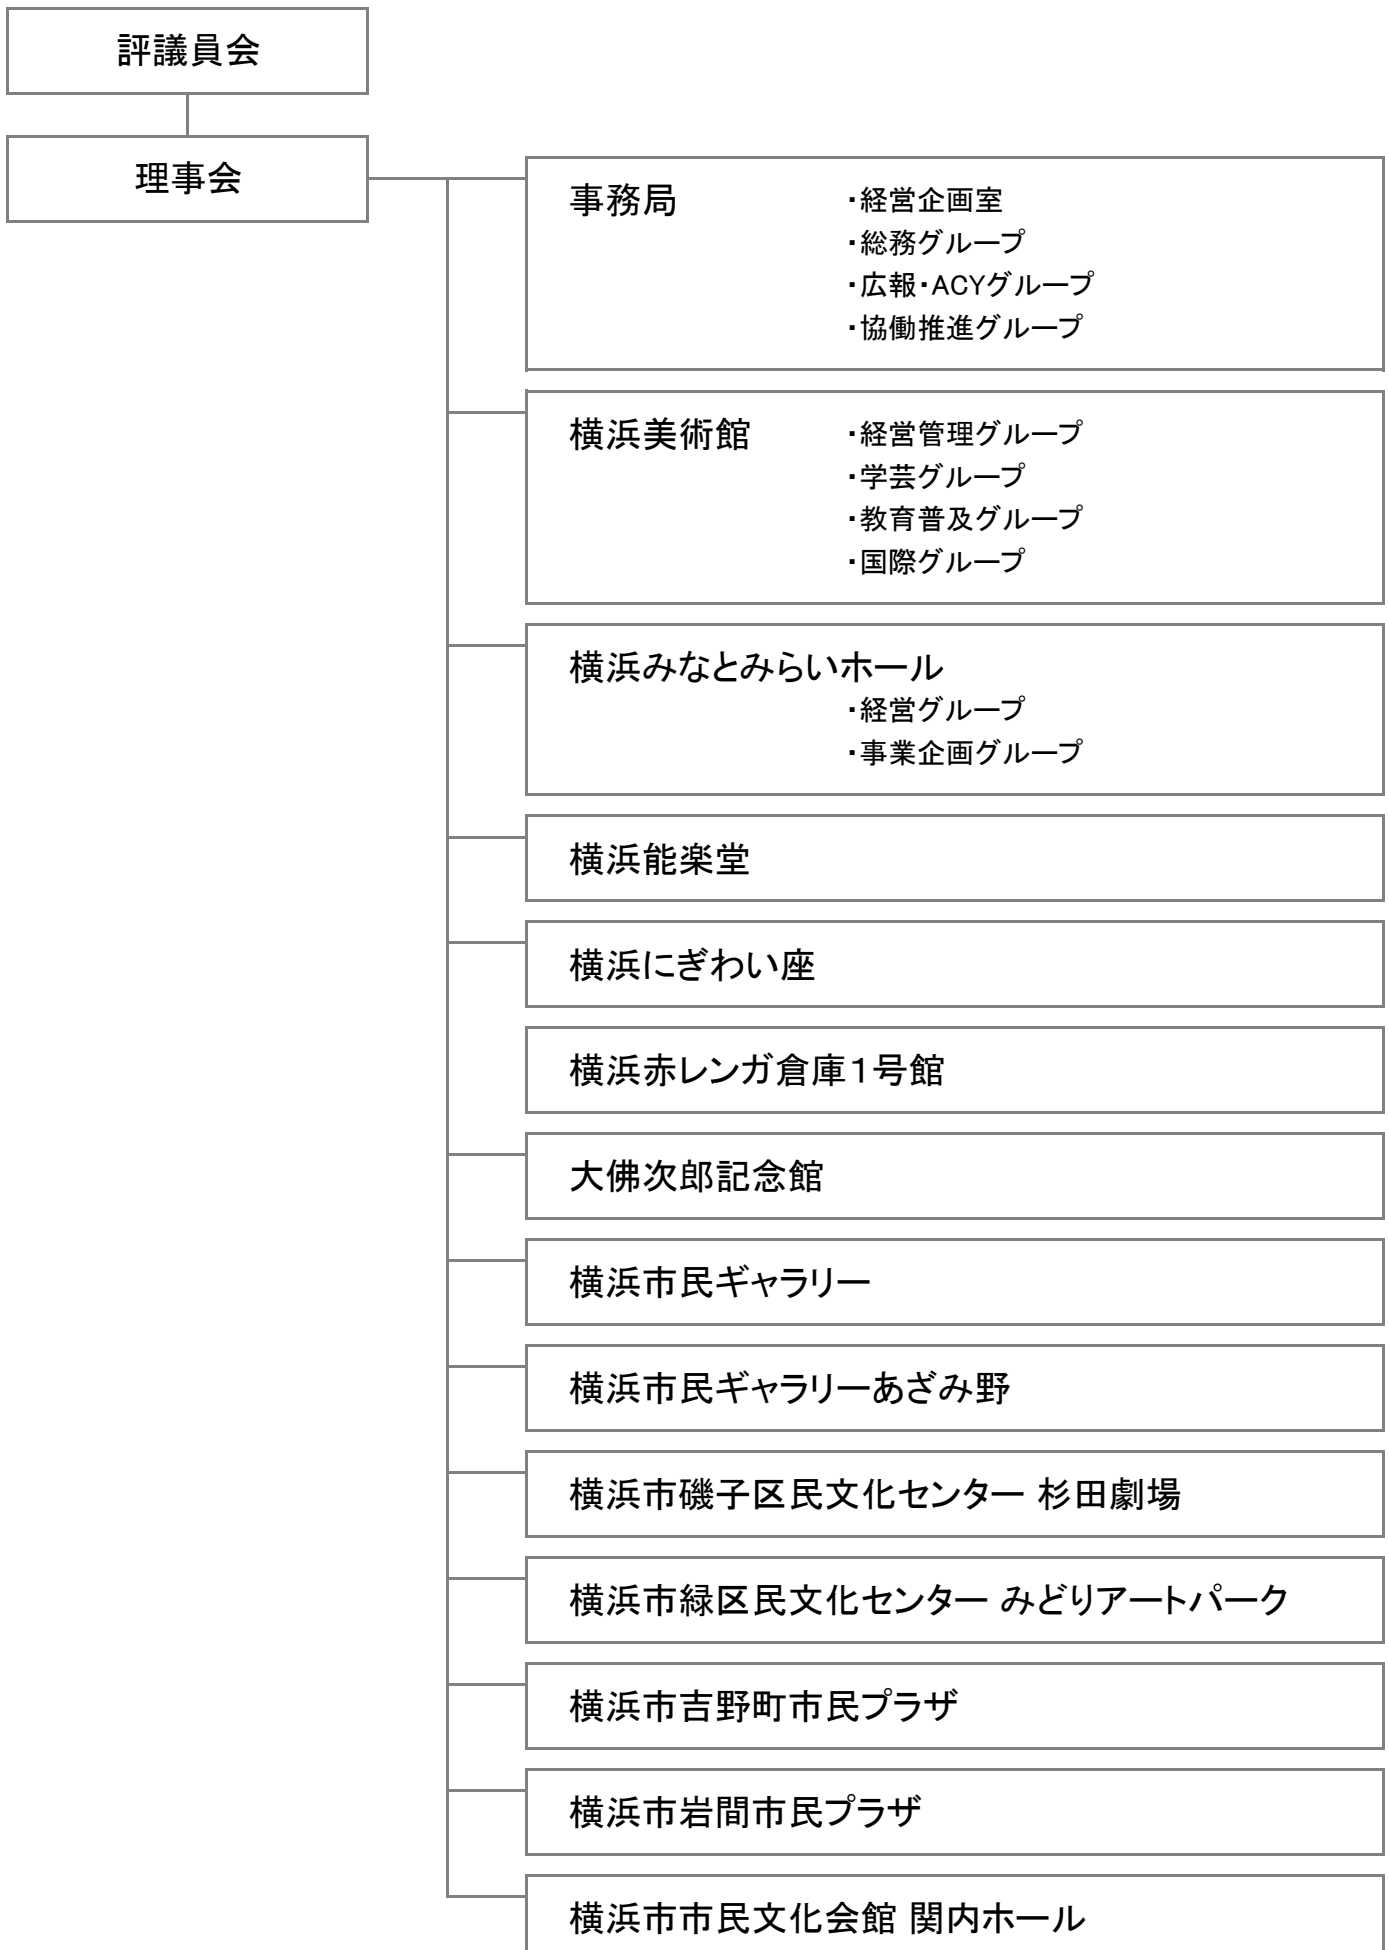 評議員会
理事会
事務局
・経営企画室
・総務グループ
・広報・ACYグループ
・協働推進グループ
横浜美術館
・経営管理グループ
・学芸グループ
・教育普及グループ
・国際グループ
横浜みなとみらいホール
・経営グループ
・事業企画グループ
横浜能楽堂
横浜にぎわい座
横浜赤レンガ倉庫１号館
大佛次郎記念館
横浜市民ギャラリー
横浜市民ギャラリーあざみ野
横浜市磯子区民文化センター 杉田劇場
横浜市緑区民文化センター みどりアートパーク
横浜市吉野町市民プラザ
横浜市岩間市民プラザ
横浜市市民文化会館 関内ホール